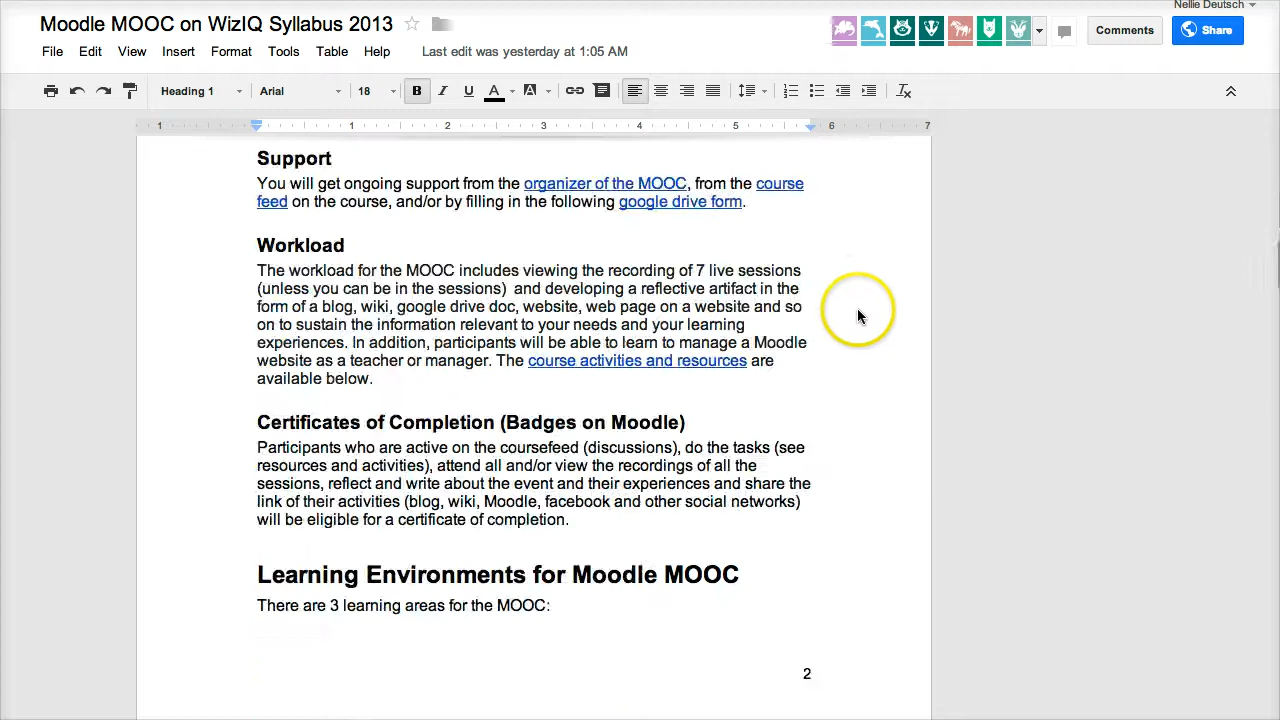 Nellie Deutsch
Moodle MOOC on WizIQ Syllabus 2013
File Edit View Insert Format Tools Table Help Last edit was yesterday at 1:05 AM
Comments Share
Heading 1 Arial 18 B I U A A
1 1 2 3 4 5 6 7
Support
You will get ongoing support from the organizer of the MOOC, from the course
feed on the course, and/or by filling in the following google drive form.
Workload
The workload for the MOOC includes viewing the recording of 7 live sessions
(unless you can be in the sessions)  and developing a reflective artifact in the
form of a blog, wiki, google drive doc, website, web page on a website and so
on to sustain the information relevant to your needs and your learning
experiences. In addition, participants will be able to learn to manage a Moodle
website as a teacher or manager. The course activities and resources are
available below.
Certificates of Completion (Badges on Moodle)
Participants who are active on the coursefeed (discussions), do the tasks (see
resources and activities), attend all and/or view the recordings of all the
sessions, reflect and write about the event and their experiences and share the
link of their activities (blog, wiki, Moodle, facebook and other social networks)
will be eligible for a certificate of completion.
Learning Environments for Moodle MOOC
There are 3 learning areas for the MOOC:
2